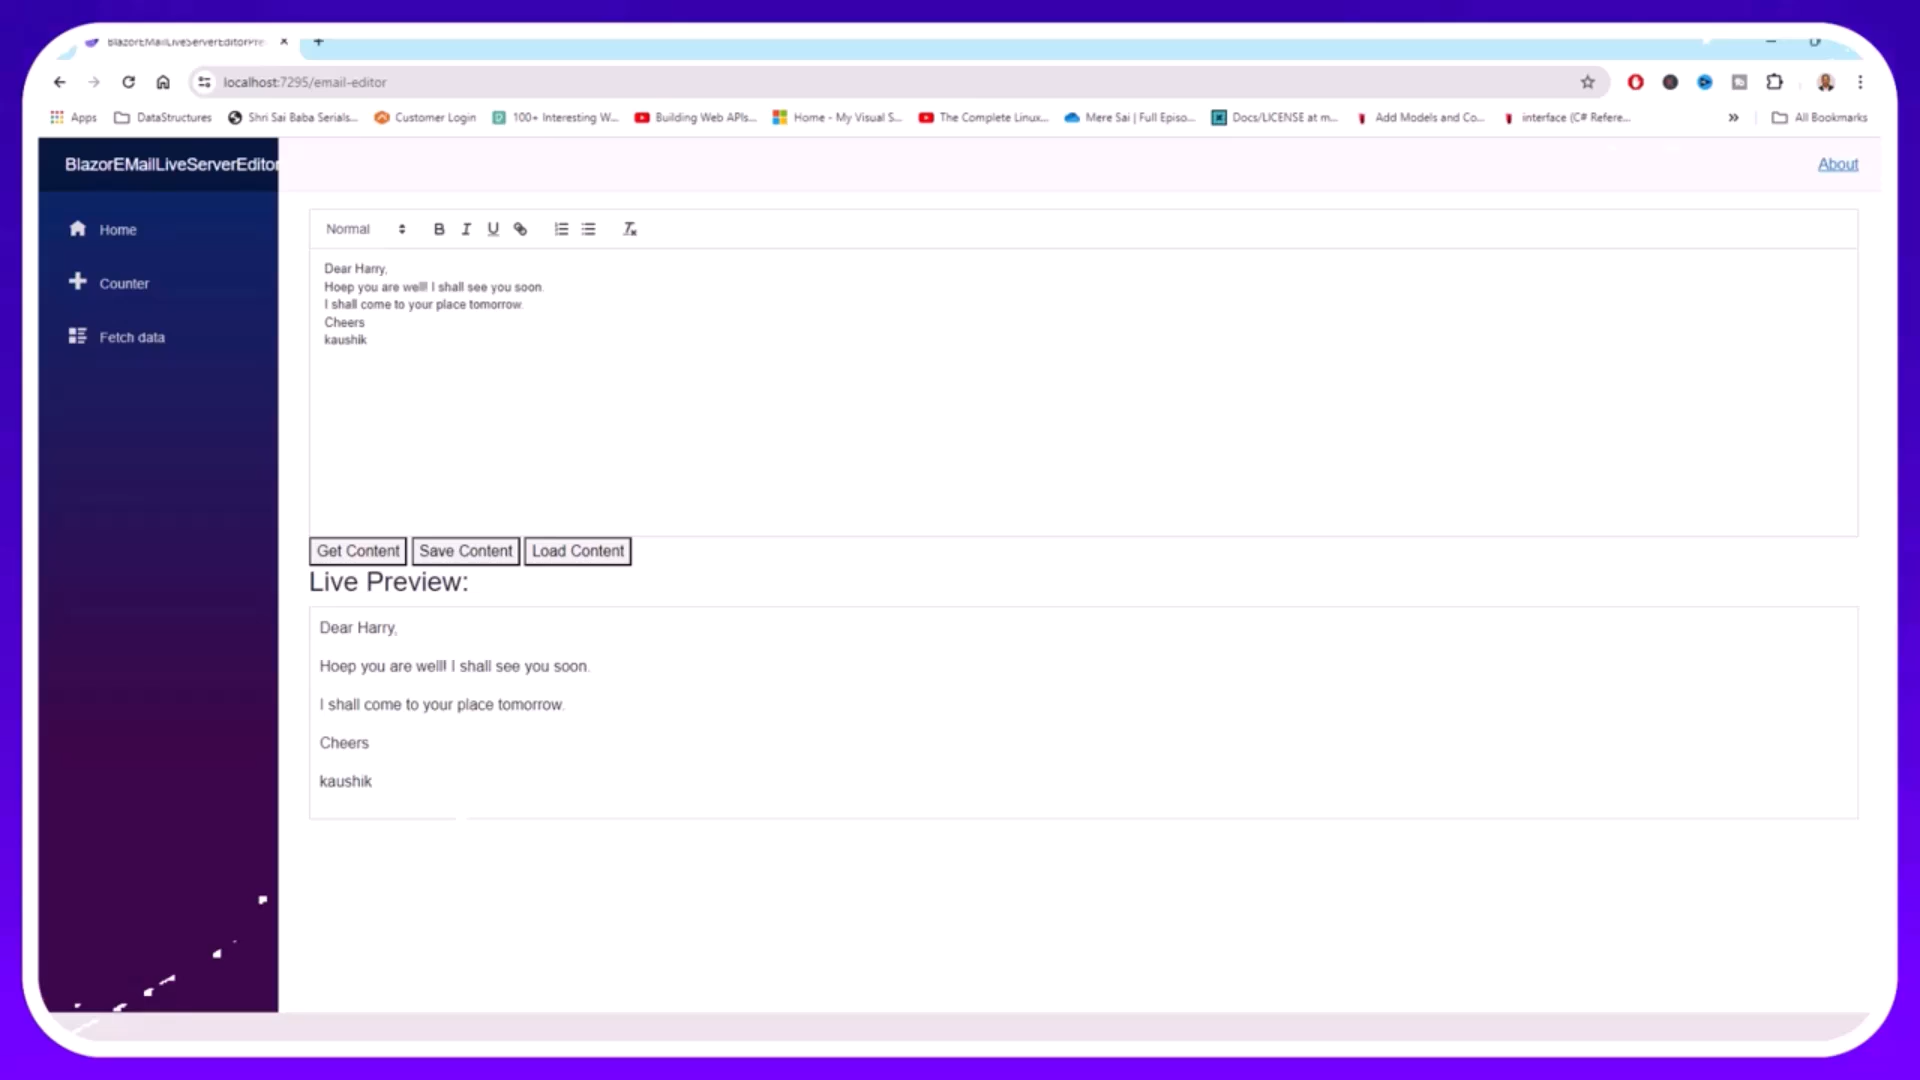 BlazorEMailLiveServerEditorPre
localhost:7295/email-editor
Apps DataStructures Shri Sai Baba Serials... Customer Login 100+ Interesting W... Building Web APIs... Home - My Visual S... The Complete Linux... Mere Sai | Full Episo... Docs/LICENSE at m... Add Models and Co... interface (C# Refere... » All Bookmarks
BlazorEMailLiveServerEditor
About
Home
Counter
Fetch data
Normal B I U
Dear Harry,
Hoep you are well! I shall see you soon.
I shall come to your place tomorrow.
Cheers
kaushik
Get Content Save Content Load Content
Live Preview:
Dear Harry,
Hoep you are well! I shall see you soon.
I shall come to your place tomorrow.
Cheers
kaushik